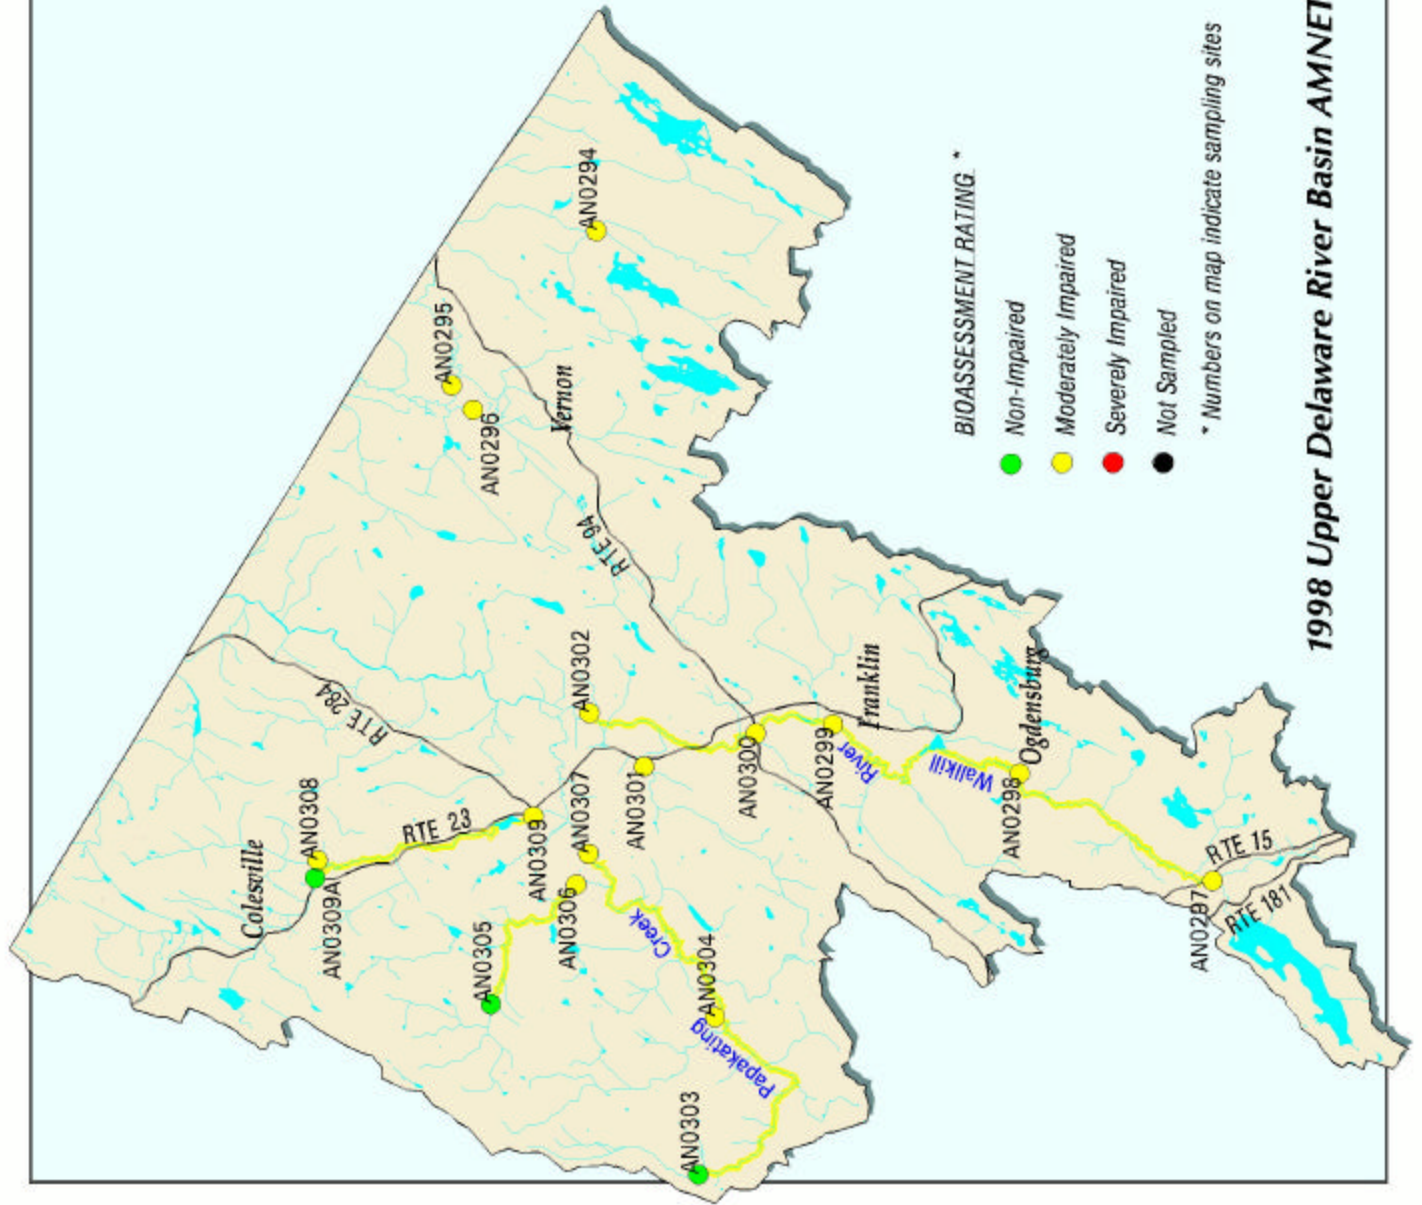 Colesville
AN0308
AN0309A
RTE 284
RTE 23
AN0295
AN0305
AN0296
AN0309
Vernon
AN0306
AN0307
AN0302
AN0294
RTE 94
AN0301
Creek
AN0303
AN0304
Papakating
AN0300
AN0299
River
Franklin
Wallkill
AN0298
Ogdensburg
AN0297
RTE 15
RTE 181
BIOASSESSMENT RATING *
Non-Impaired
Moderately Impaired
Severely Impaired
Not Sampled
* Numbers on map indicate sampling sites
1998 Upper Delaware River Basin AMNET